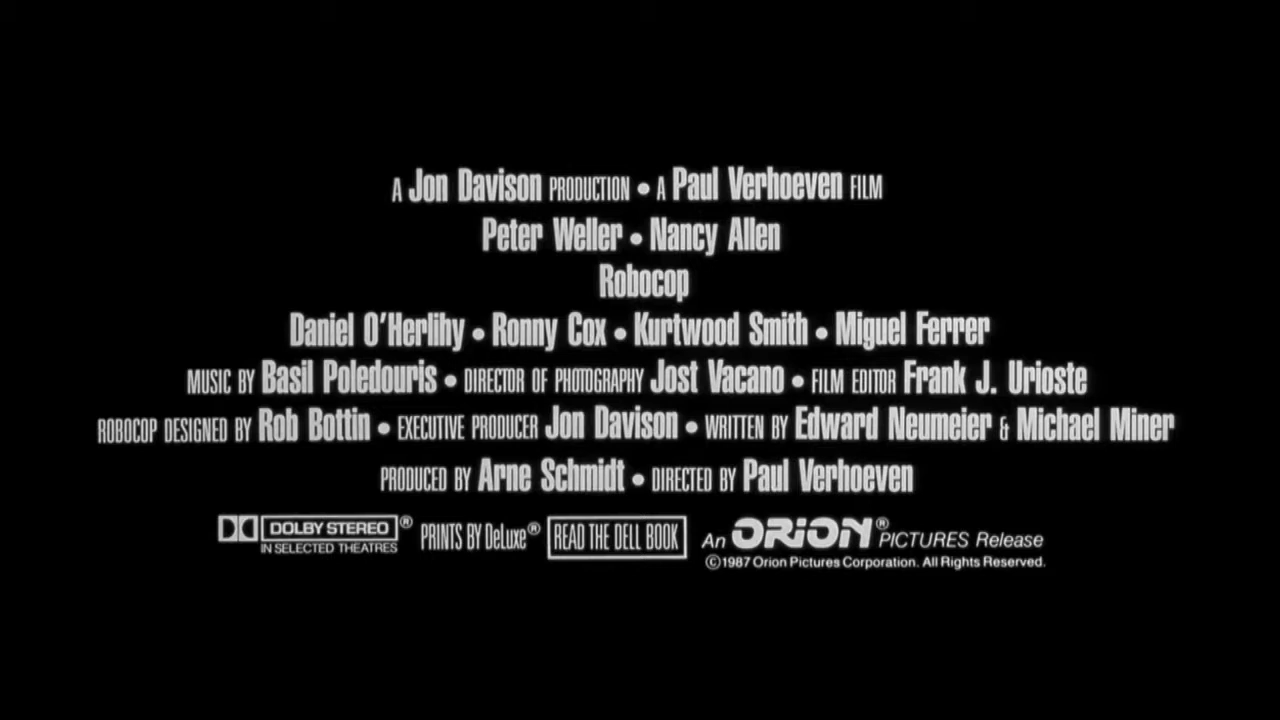 A Jon Davison PRODUCTION • A Paul Verhoeven FILM
Peter Weller • Nancy Allen
Robocop
Daniel O'Herlihy • Ronny Cox • Kurtwood Smith • Miguel Ferrer
MUSIC BY Basil Poledouris • DIRECTOR OF PHOTOGRAPHY Jost Vacano • FILM EDITOR Frank J. Urioste
ROBOCOP DESIGNED BY Rob Bottin • EXECUTIVE PRODUCER Jon Davison • WRITTEN BY Edward Neumeier & Michael Miner
PRODUCED BY Arne Schmidt • DIRECTED BY Paul Verhoeven
DOLBY STEREO® PRINTS BY DeLuxe® READ THE DELL BOOK An ORION® PICTURES Release
IN SELECTED THEATRES
©1987 Orion Pictures Corporation. All Rights Reserved.